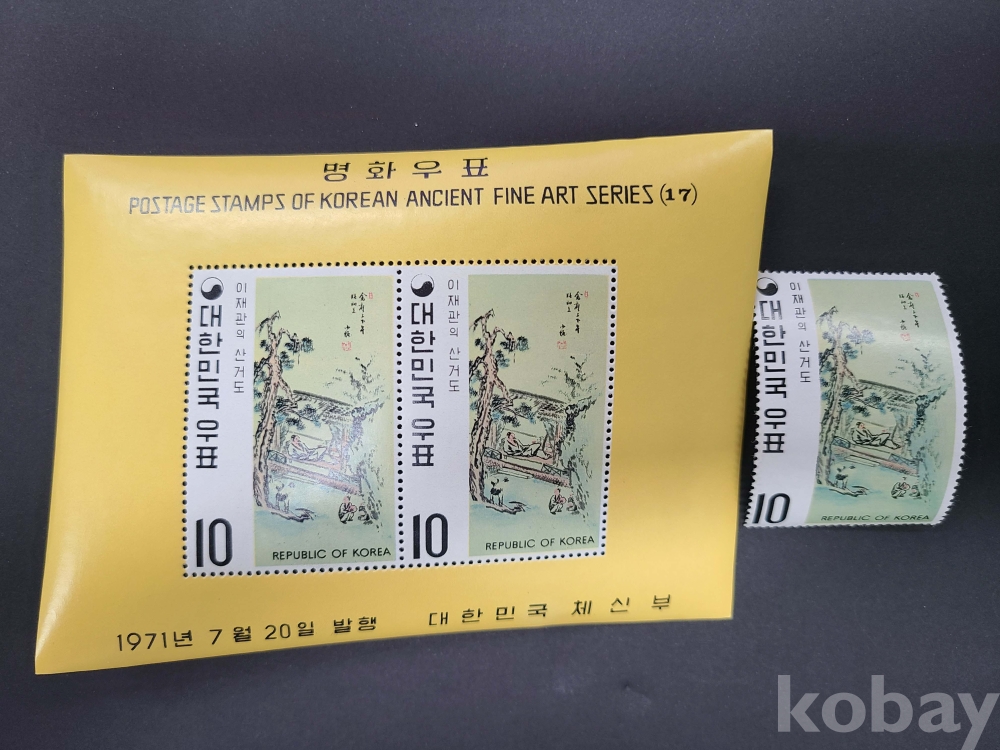 명화우표
POSTAGE STAMPS OF KOREAN ANCIENT FINE ART SERIES (17)
대한민국 우표
이재관의 산거도
10
REPUBLIC OF KOREA
대한민국 우표
이재관의 산거도
10
REPUBLIC OF KOREA
1971년 7월 20일 발행 대한민국 체신부
대한민국 우표
이재관의 산거도
10
REPUBLIC OF KOREA
kobay